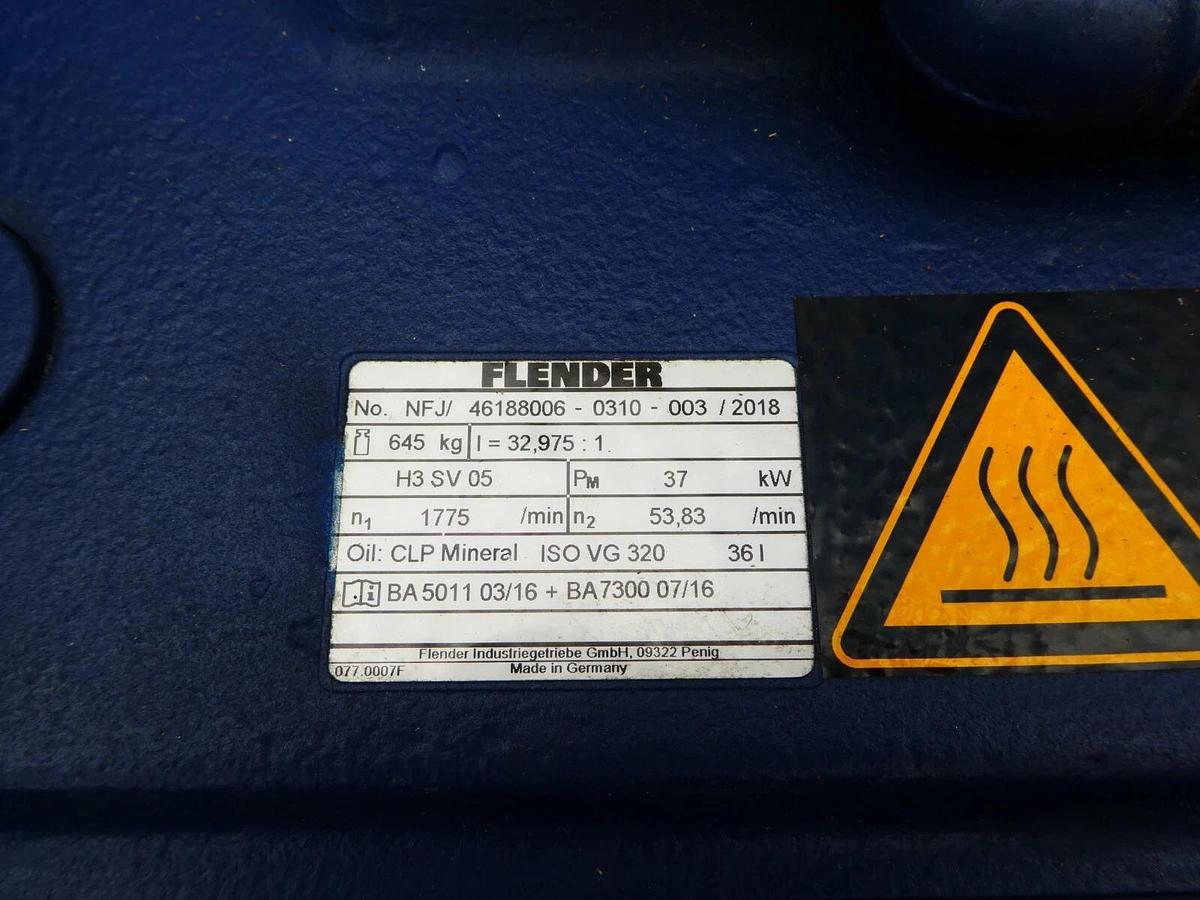 FLENDER
No. NFJ/ 46188006 - 0310 - 003 / 2018
645 kg I = 32,975 : 1.
H3 SV 05 PM 37 kW
n1 1775 /min n2 53,83 /min
Oil: CLP Mineral ISO VG 320 36 l
BA 5011 03/16 + BA 7300 07/16
Flender Industriegetriebe GmbH, 09322 Penig
077.0007F Made in Germany